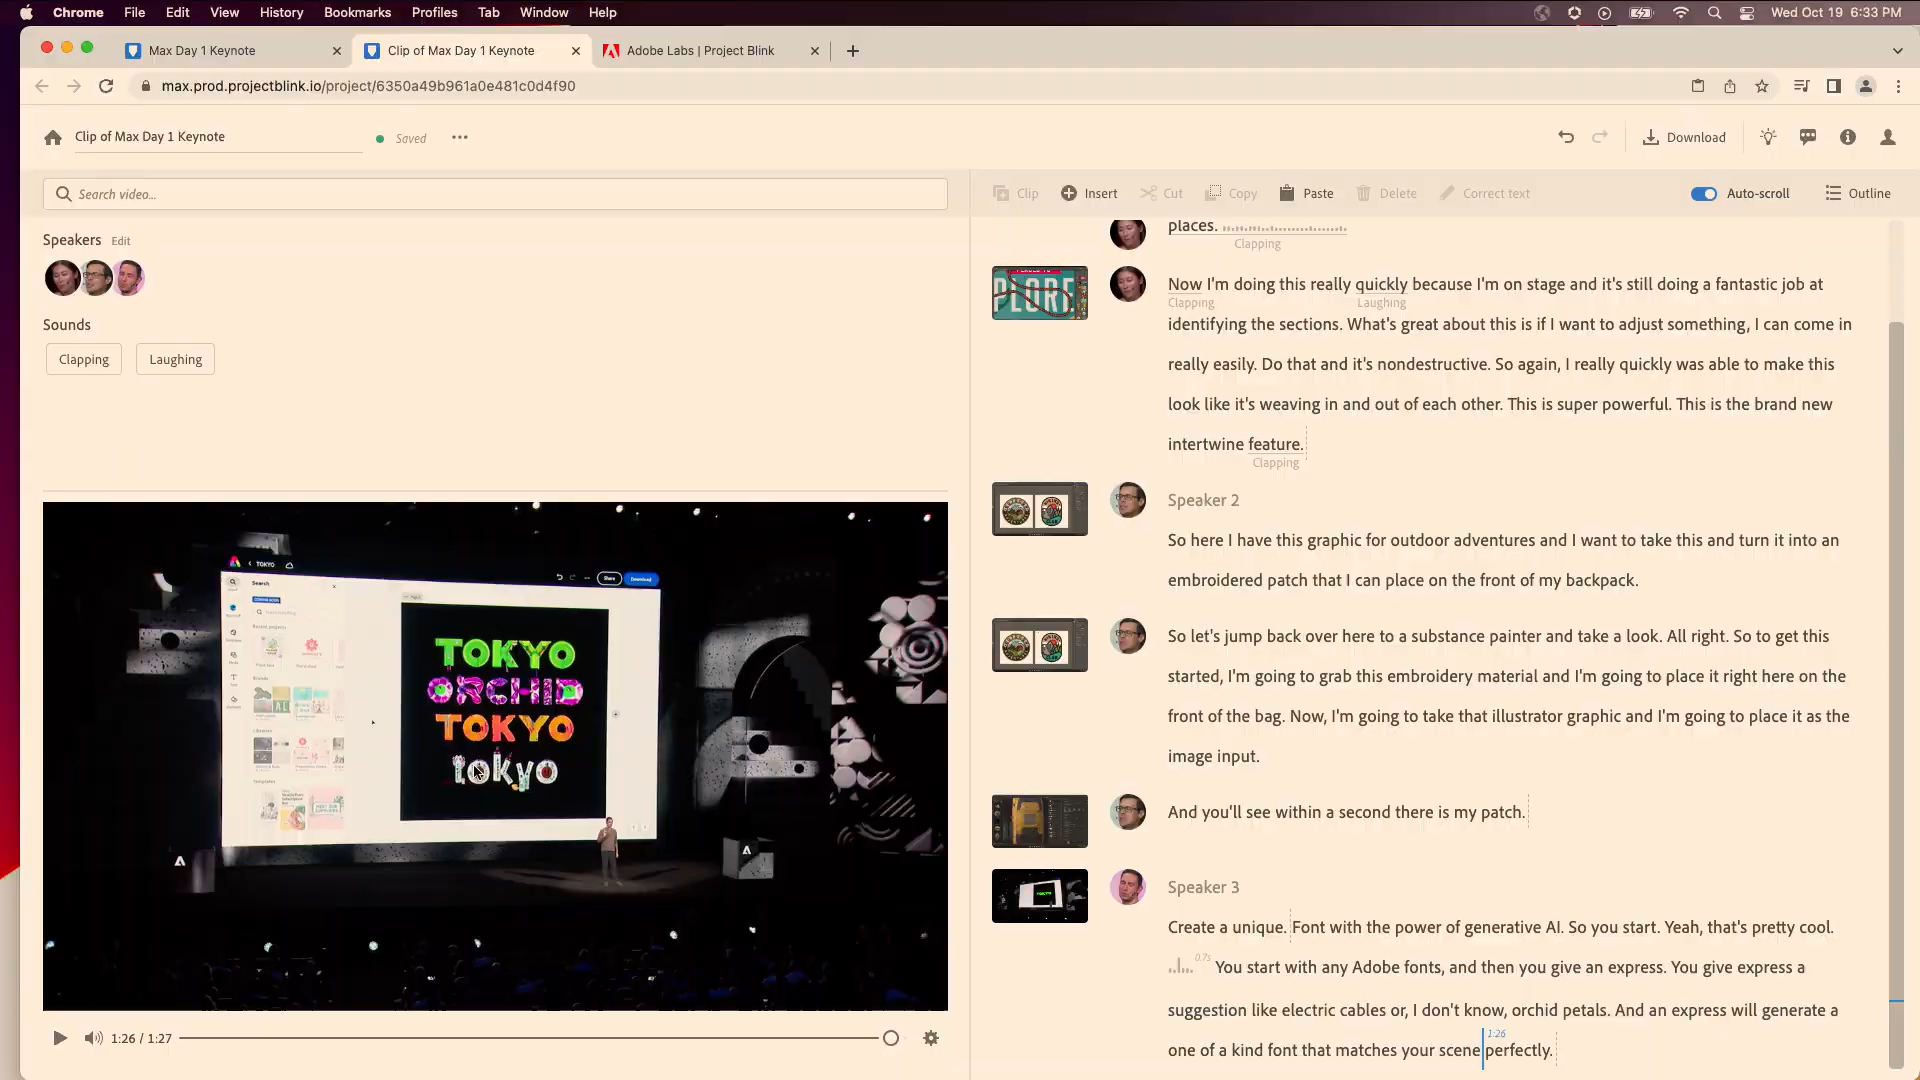 Chrome File Edit View History Bookmarks Profiles Tab Window Help Wed Oct 19 6:33 PM
Max Day 1 Keynote Clip of Max Day 1 Keynote Adobe Labs | Project Blink
max.prod.projectblink.io/project/6350a49b961a0e481c0d4f90
Clip of Max Day 1 Keynote Saved Download
Search video...
Clip Insert Cut Copy Paste Delete Correct text Auto-scroll Outline
Speakers Edit
Sounds
Clapping Laughing
TOKYO
Search
Share Download
TOKYO
ORCHID
TOKYO
tokyo
1:26 / 1:27
places.
Clapping
PLORE
Now I'm doing this really quickly because I'm on stage and it's still doing a fantastic job at
Clapping Laughing
identifying the sections. What's great about this is if I want to adjust something, I can come in
really easily. Do that and it's nondestructive. So again, I really quickly was able to make this
look like it's weaving in and out of each other. This is super powerful. This is the brand new
intertwine feature.
Clapping
Speaker 2
So here I have this graphic for outdoor adventures and I want to take this and turn it into an
embroidered patch that I can place on the front of my backpack.
So let's jump back over here to a substance painter and take a look. All right. So to get this
started, I'm going to grab this embroidery material and I'm going to place it right here on the
front of the bag. Now, I'm going to take that illustrator graphic and I'm going to place it as the
image input.
And you'll see within a second there is my patch.
Speaker 3
Create a unique. Font with the power of generative AI. So you start. Yeah, that's pretty cool.
0.7s You start with any Adobe fonts, and then you give an express. You give express a
suggestion like electric cables or, I don't know, orchid petals. And an express will generate a
1:26
one of a kind font that matches your scene perfectly.